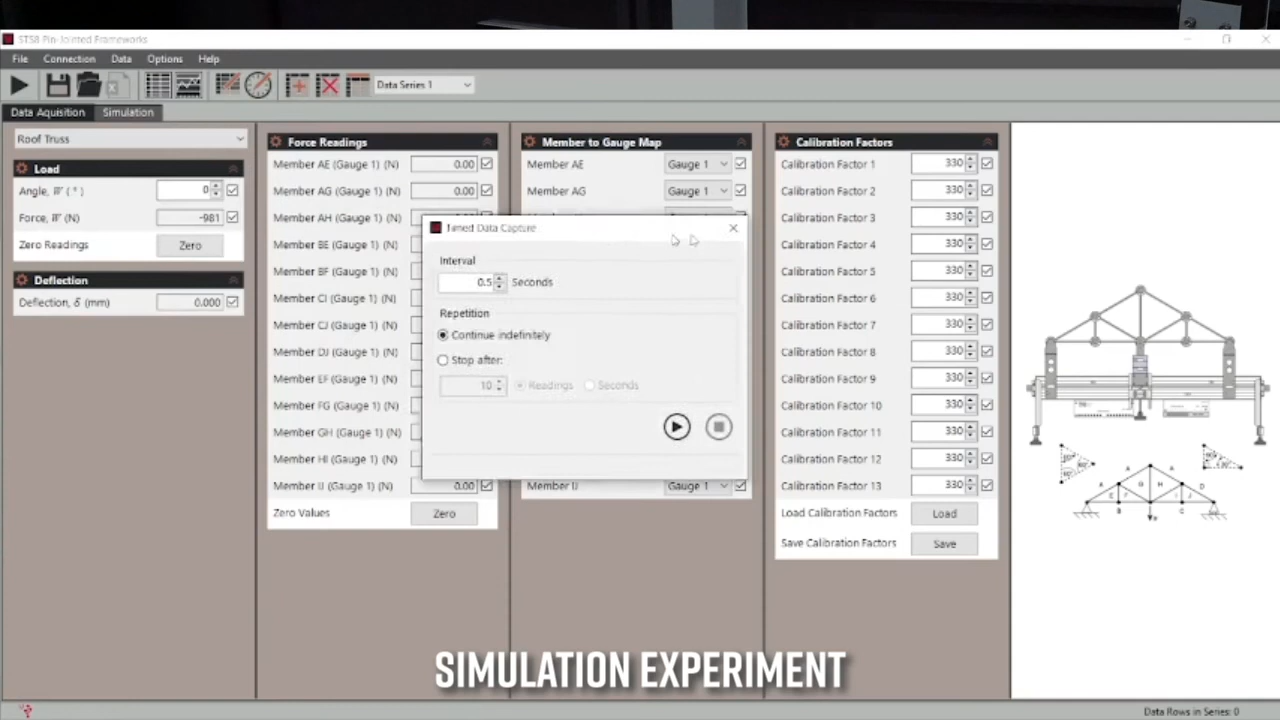 STS8 Pin-Jointed Frameworks
File Connection Data Options Help
Data Series 1
Data Aquisition Simulation
Roof Truss
Load
Angle, W (°) 0
Force, W (N) -981
Zero Readings Zero
Deflection
Deflection, δ (mm) 0.000
Force Readings
Member AE (Gauge 1) (N) 0.00
Member AG (Gauge 1) (N) 0.00
Member AH (Gauge 1) (N)
Member BE (Gauge 1) (N)
Member BF (Gauge 1) (N)
Member CI (Gauge 1) (N)
Member CJ (Gauge 1) (N)
Member DJ (Gauge 1) (N)
Member EF (Gauge 1) (N)
Member FG (Gauge 1) (N)
Member GH (Gauge 1) (N)
Member HI (Gauge 1) (N)
Member IJ (Gauge 1) (N) 0.00
Zero Values Zero
Member to Gauge Map
Member AE Gauge 1
Member AG Gauge 1
Member IJ Gauge 1
Timed Data Capture
Interval
0.5 Seconds
Repetition
Continue indefinitely
Stop after:
10 Readings Seconds
Calibration Factors
Calibration Factor 1 330
Calibration Factor 2 330
Calibration Factor 3 330
Calibration Factor 4 330
Calibration Factor 5 330
Calibration Factor 6 330
Calibration Factor 7 330
Calibration Factor 8 330
Calibration Factor 9 330
Calibration Factor 10 330
Calibration Factor 11 330
Calibration Factor 12 330
Calibration Factor 13 330
Load Calibration Factors Load
Save Calibration Factors Save
A A
A G H D
E F I J
B C
SIMULATION EXPERIMENT
Data Rows in Series: 0